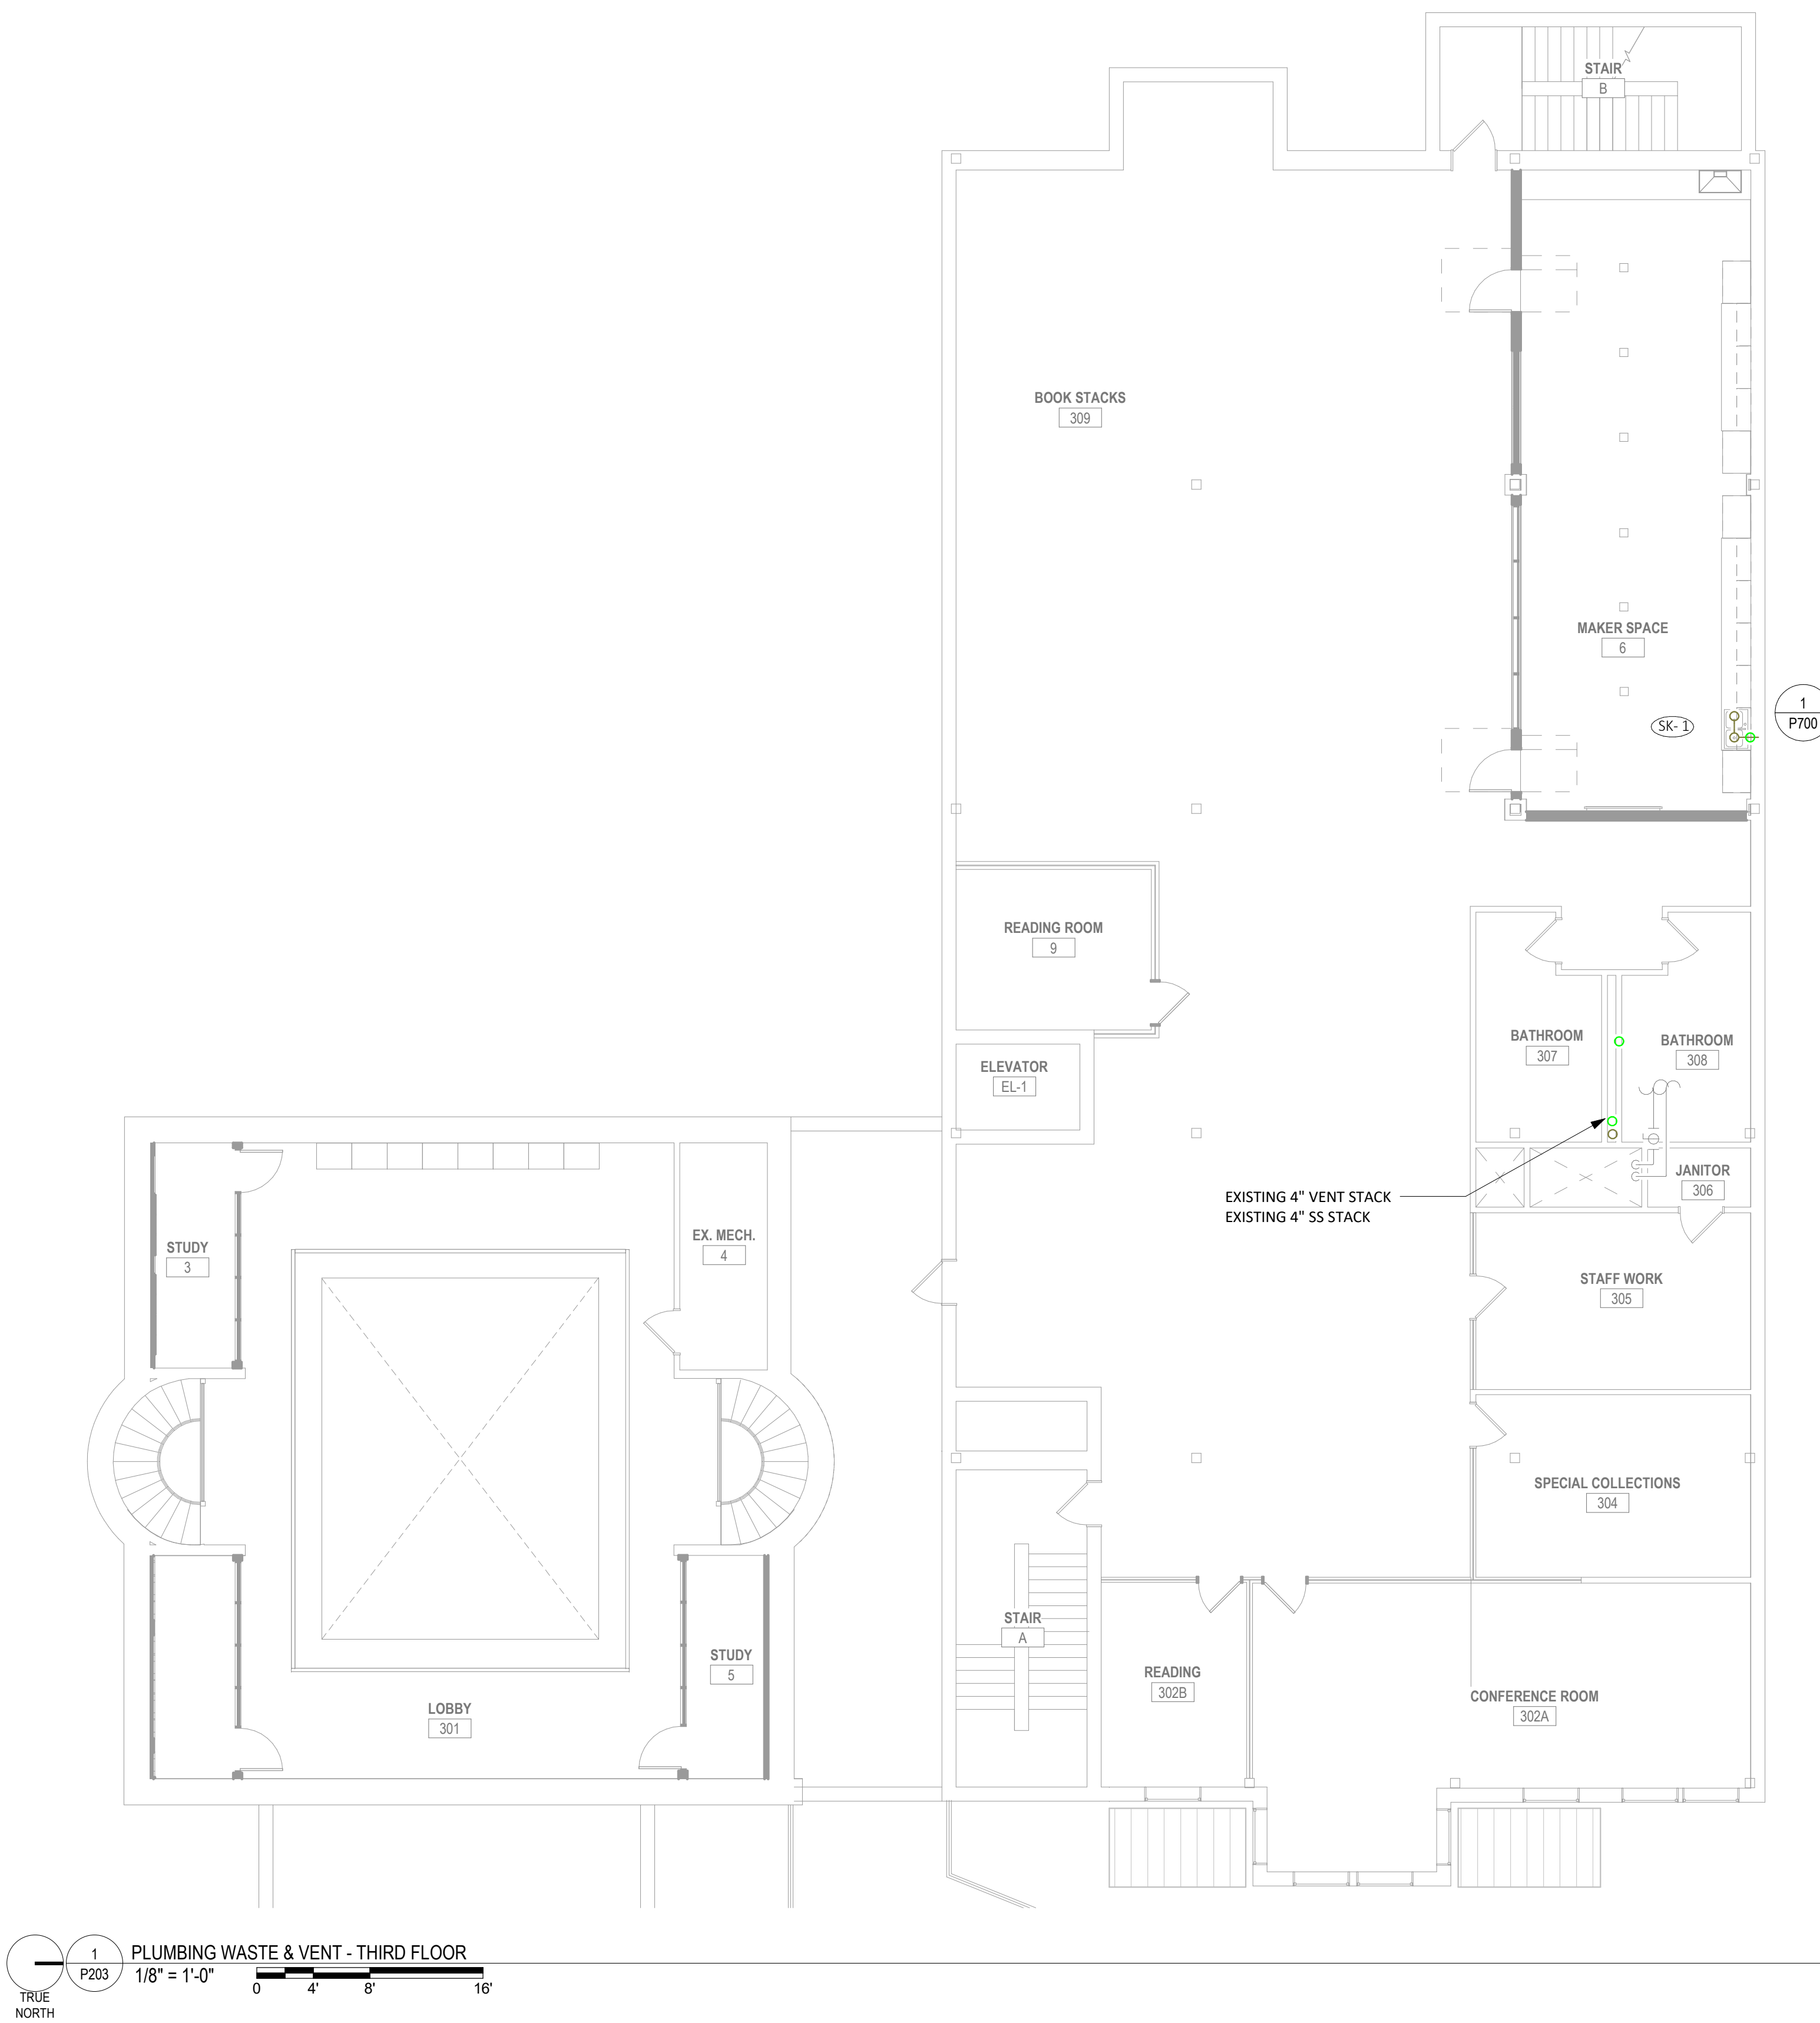 STAIR
B
BOOK STACKS
309
MAKER SPACE
6
SK- 1
1
P700
READING ROOM
9
BATHROOM
307
BATHROOM
308
ELEVATOR
EL-1
JANITOR
306
EXISTING 4" VENT STACK
EXISTING 4" SS STACK
STUDY
3
EX. MECH.
4
STAFF WORK
305
SPECIAL COLLECTIONS
304
STAIR
A
STUDY
5
READING
302B
CONFERENCE ROOM
302A
LOBBY
301
1
P203
PLUMBING WASTE & VENT - THIRD FLOOR
1/8" = 1'-0"
0 4' 8' 16'
TRUE
NORTH